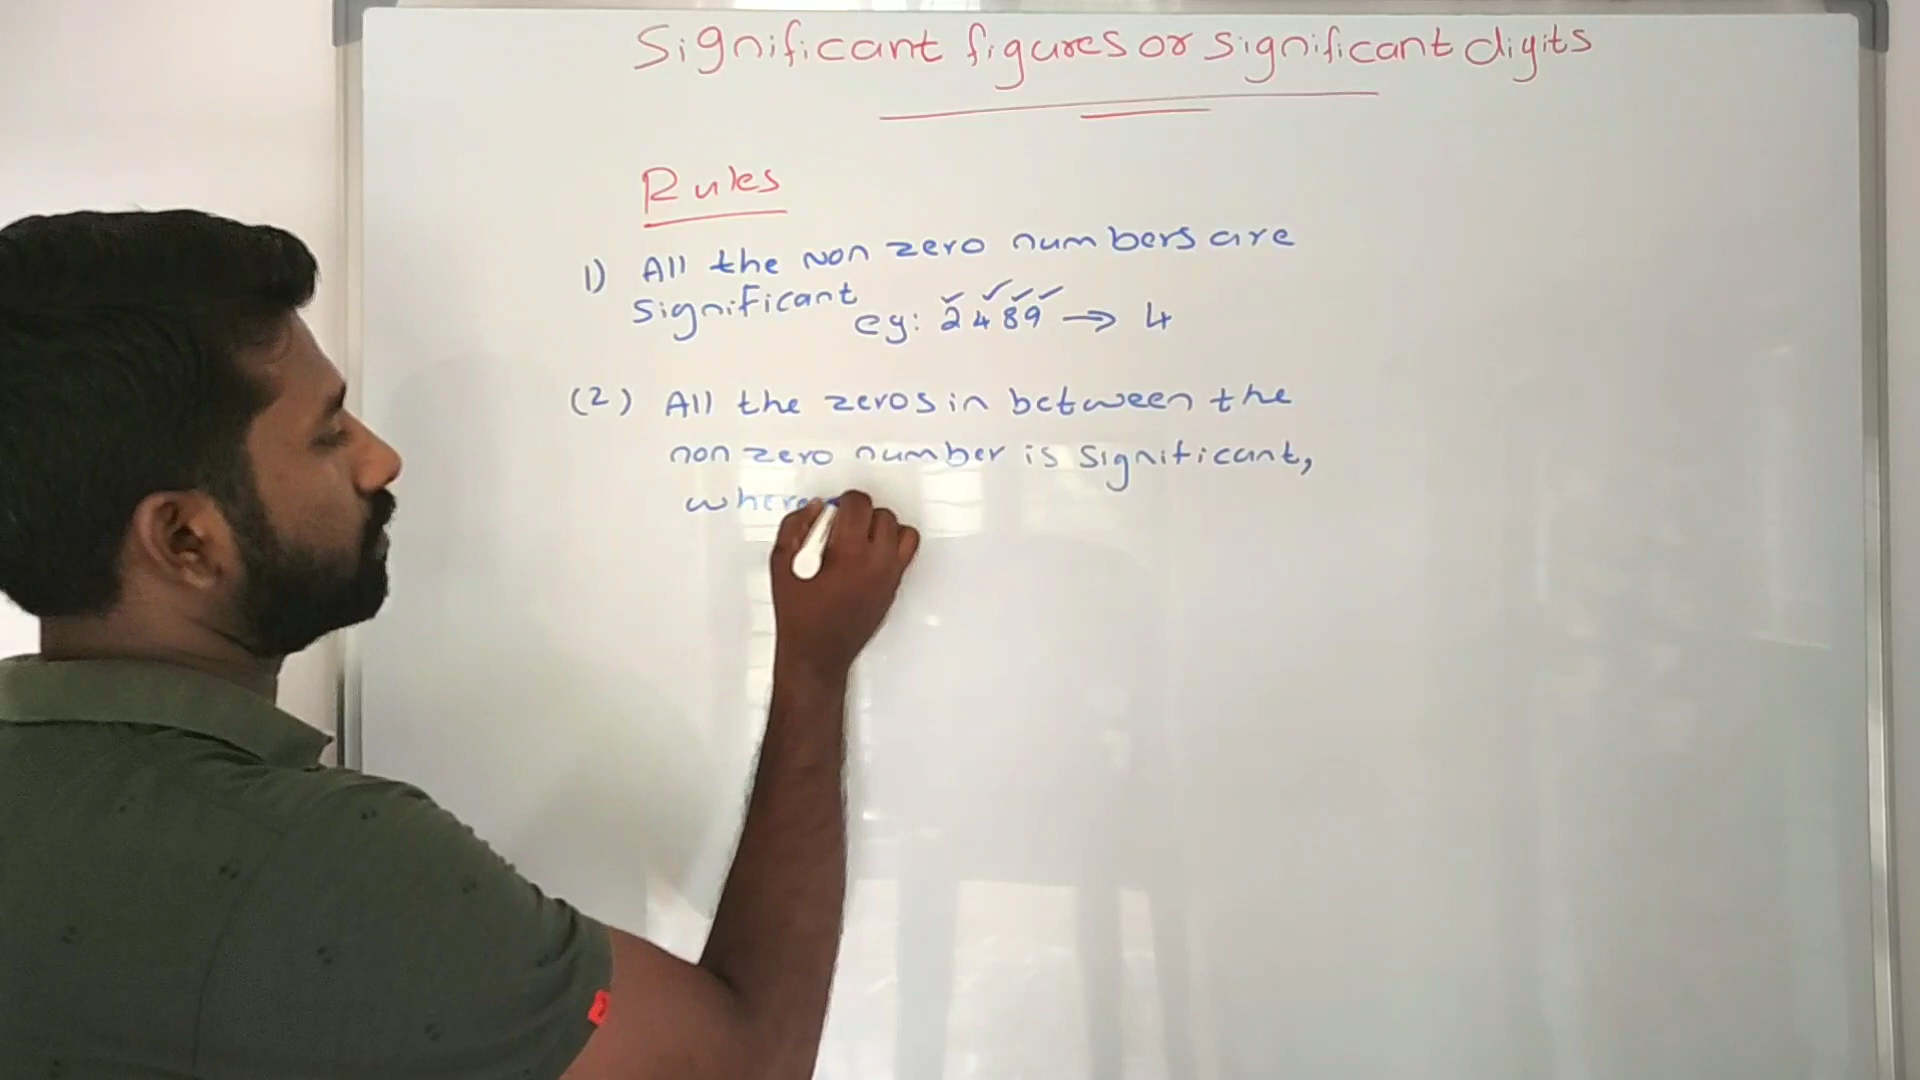 Significant figures or significant digits
Rules
1) All the non zero numbers are
significant eg: 2489 → 4
(2) All the zeros in between the
non zero number is significant,